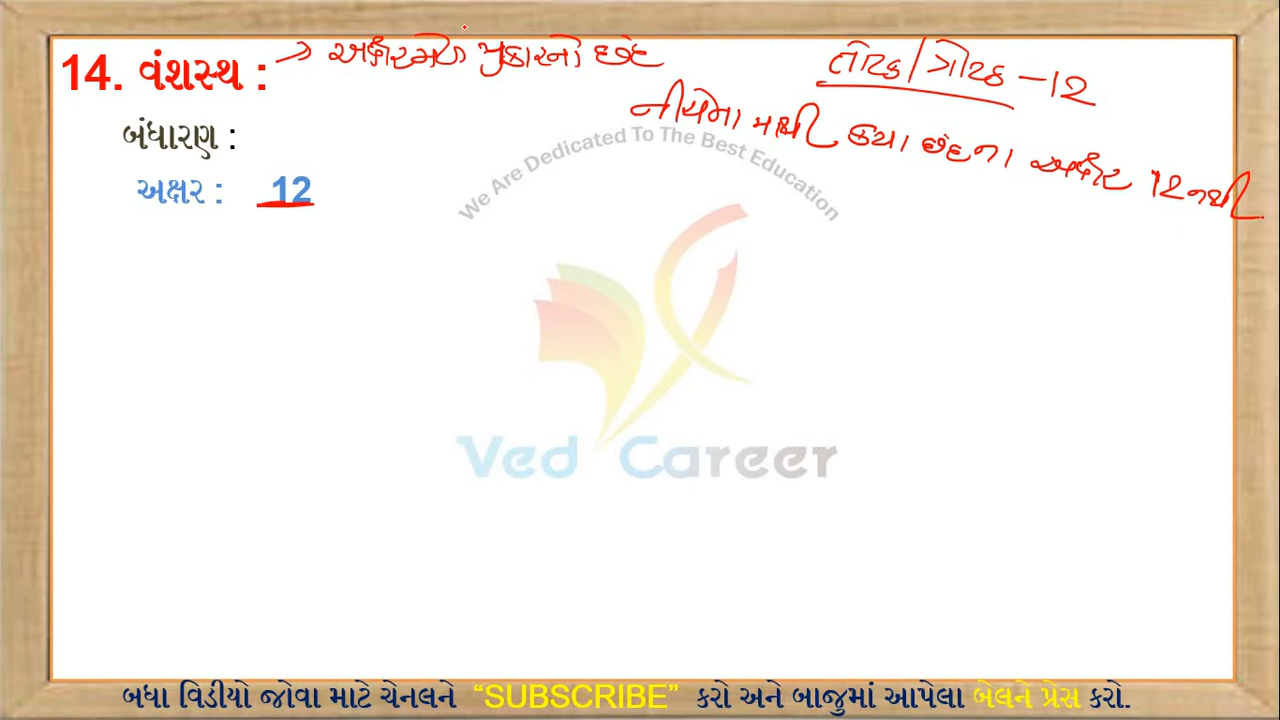 14. વંશસ્થ : → અક્ષરમેળ પ્રકારનો છંદ
તોટક/ત્રોટક – 12
બંધારણ :
નીચેના માંથી ક્યા છંદના અક્ષર 12 નથી
અક્ષર : 12
We Are Dedicated To The Best Education
Ved Career
બધા વિડીયો જોવા માટે ચેનલને “SUBSCRIBE” કરો અને બાજુમાં આપેલા બેલને પ્રેસ કરો.